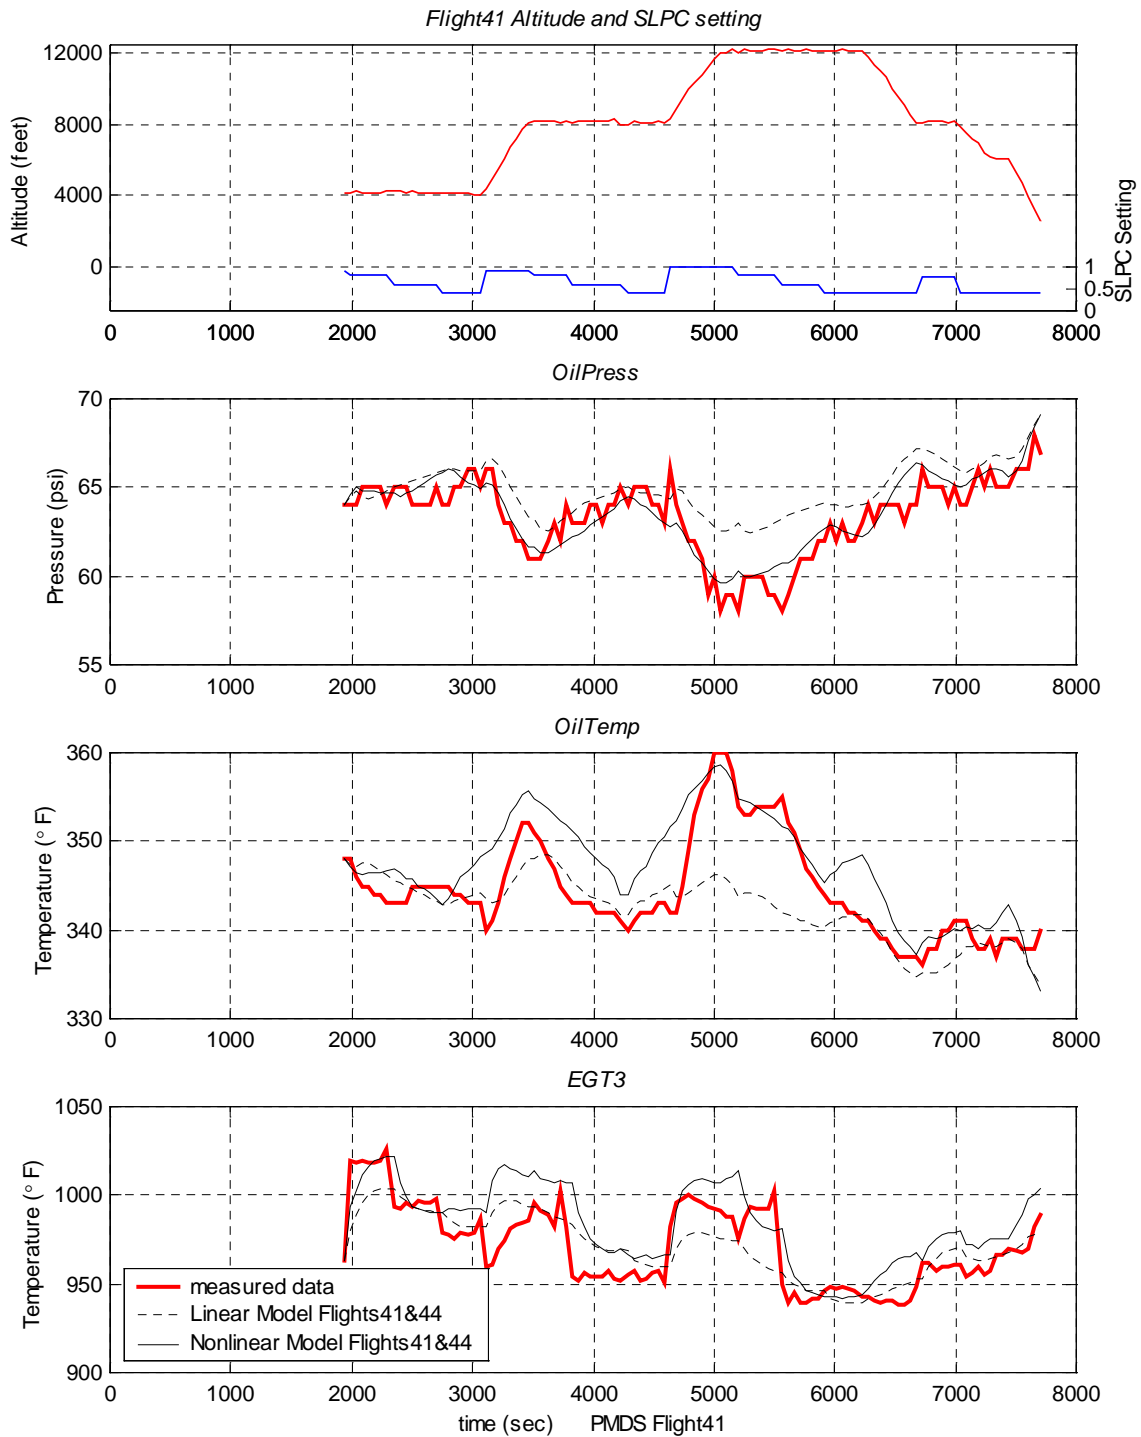 Flight41 Altitude and SLPC setting
12000
8000
4000
0
Altitude (feet)
1
0.5
0
SLPC Setting
0 1000 2000 3000 4000 5000 6000 7000 8000
OilPress
70
65
60
55
Pressure (psi)
0 1000 2000 3000 4000 5000 6000 7000 8000
OilTemp
360
350
340
330
Temperature (° F)
0 1000 2000 3000 4000 5000 6000 7000 8000
EGT3
1050
1000
950
900
Temperature (° F)
measured data
Linear Model Flights41&44
Nonlinear Model Flights41&44
0 1000 2000 3000 4000 5000 6000 7000 8000
time (sec) PMDS Flight41